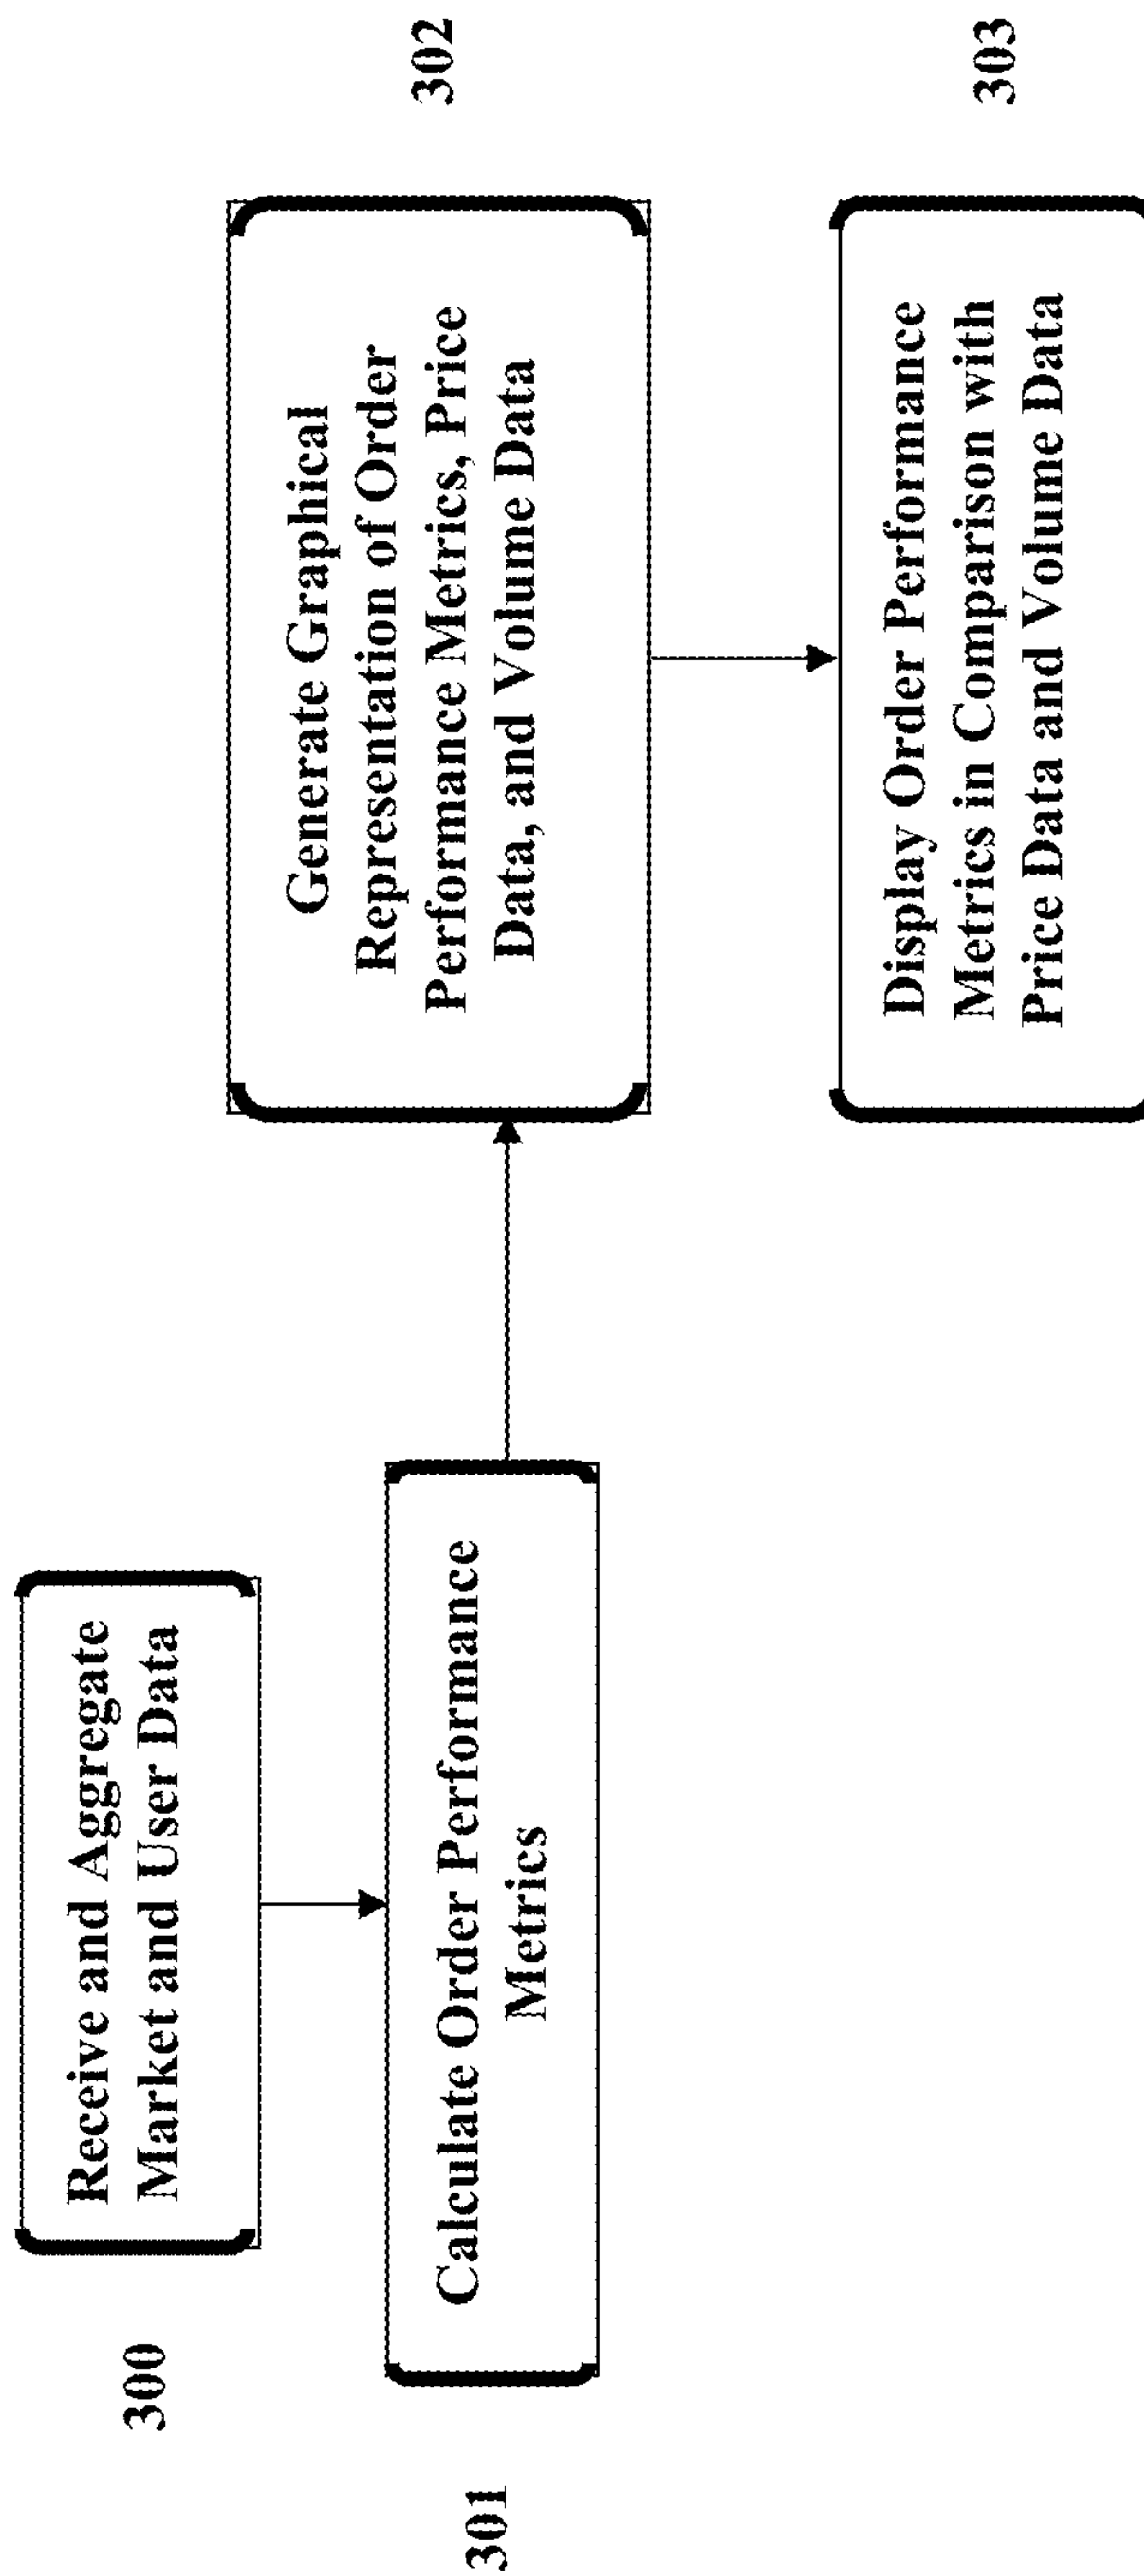 300
Receive and Aggregate
Market and User Data
301
Calculate Order Performance
Metrics
302
Generate Graphical
Representation of Order
Performance Metrics, Price
Data, and Volume Data
303
Display Order Performance
Metrics in Comparison with
Price Data and Volume Data